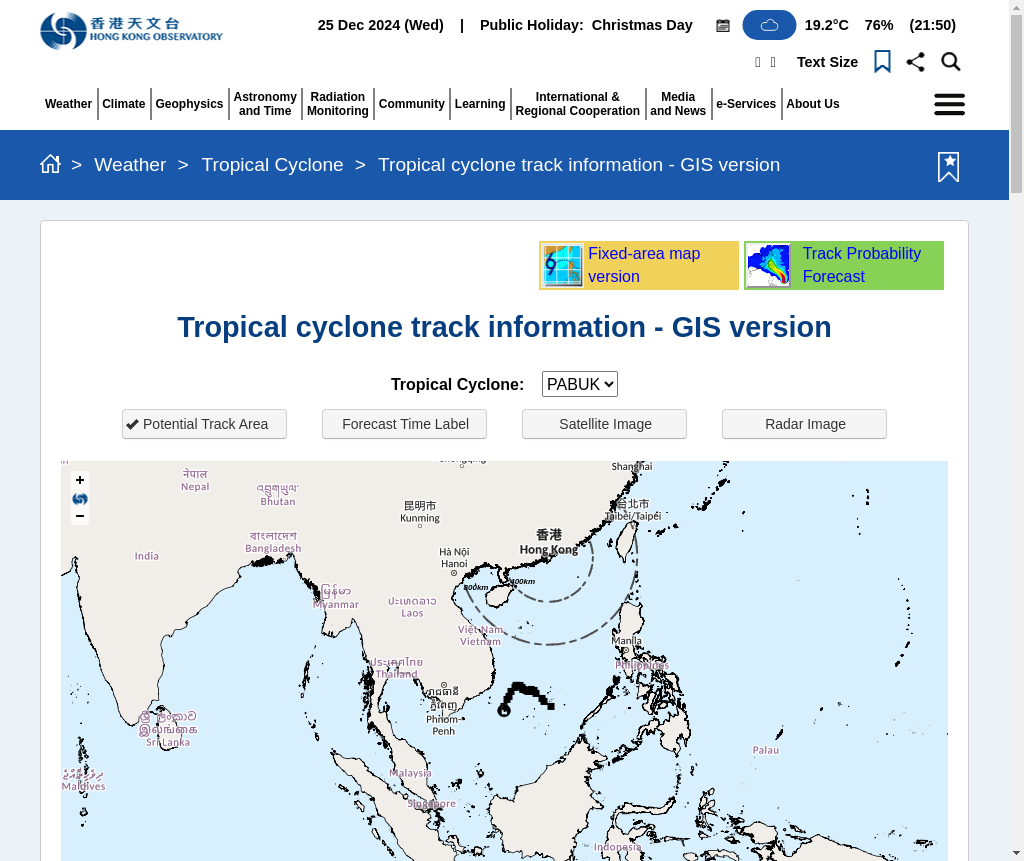 香港天文台
HONG KONG OBSERVATORY
25 Dec 2024 (Wed) | Public Holiday: Christmas Day
19.2°C 76% (21:50)
Text Size
Weather
Climate
Geophysics
Astronomy
and Time
Radiation
Monitoring
Community
Learning
International &
Regional Cooperation
Media
and News
e-Services
About Us
> Weather > Tropical Cyclone > Tropical cyclone track information - GIS version
Fixed-area map
version
Track Probability
Forecast
Tropical cyclone track information - GIS version
Tropical Cyclone: PABUK
Potential Track Area
Forecast Time Label
Satellite Image
Radar Image
+
−
Shanghai
नेपाल
Nepal
Bhutan
昆明市
Kunming
台北市
Taibei/Taipei
香港
Hong Kong
বাংলাদেশ
Bangladesh
India
Hà Nội
Hanoi
800km
400km
မြန်မာ
Myanmar
ປະເທດລາວ
Laos
Việt Nam
Vietnam
Manila
Philippines
ประเทศไทย
Thailand
រាជធានី
ភ្នំពេញ
Phnom-
Penh
ශ්‍රී ලංකාව
இலங்கை
Sri Lanka
Palau
Malaysia
Maldives
Singapore
Indonesia